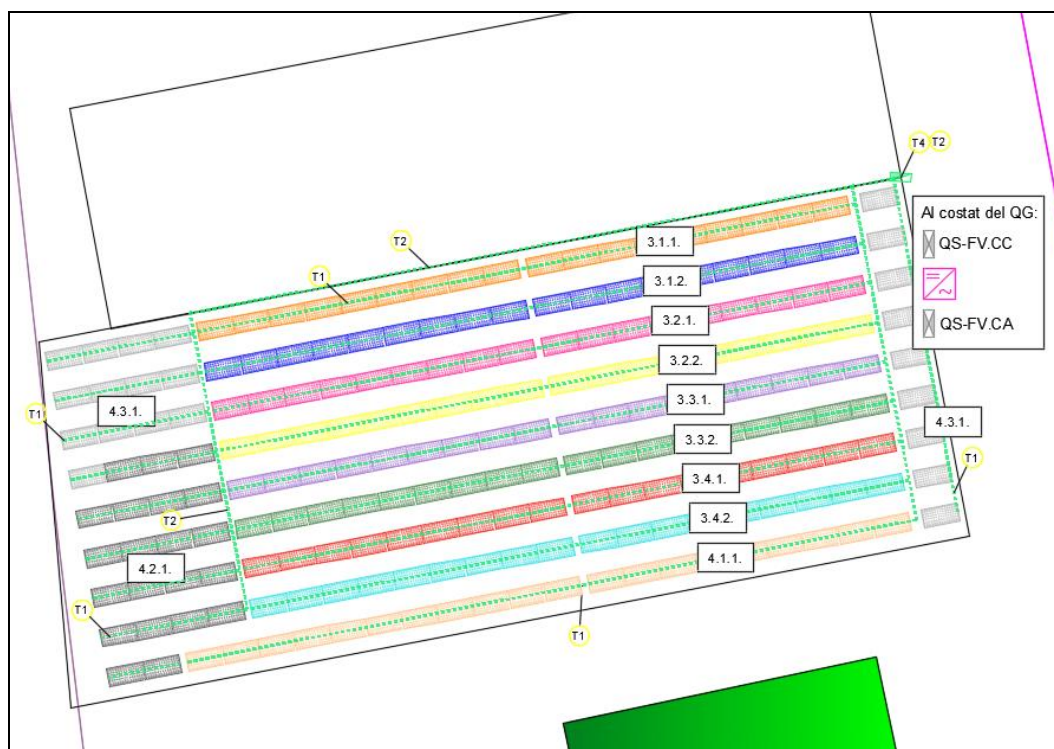 T4 T2
Al costat del QG:
QS-FV.CC
QS-FV.CA
T2
T1
3.1.1.
3.1.2.
3.2.1.
3.2.2.
3.3.1.
3.3.2.
3.4.1.
3.4.2.
4.1.1.
T1
4.3.1.
4.3.1.
T1
T2
4.2.1.
T1
T1